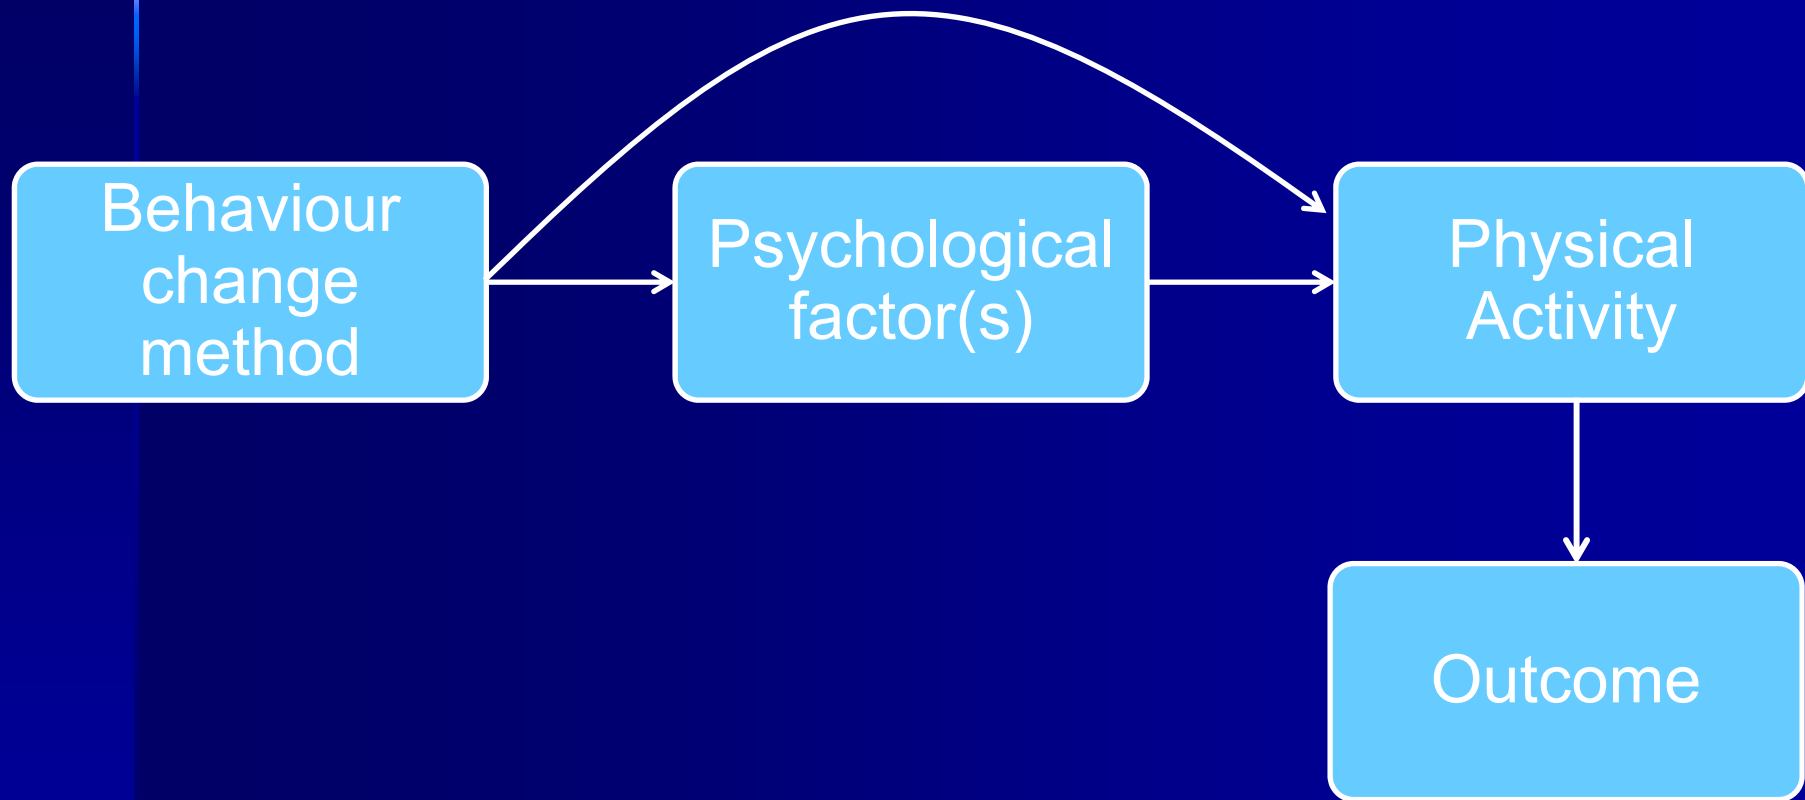 Behaviour
change
method
Psychological
factor(s)
Physical
Activity
Outcome